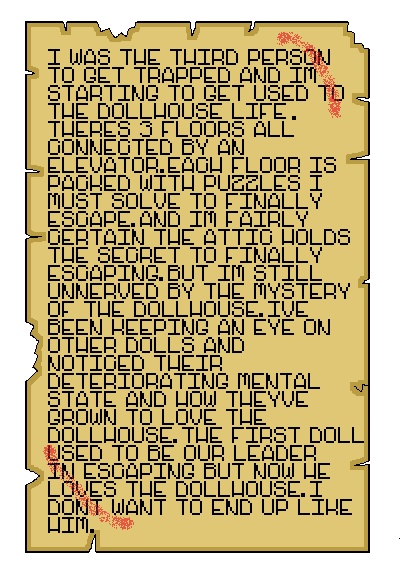 I WAS THE THIRD PERSON
TO GET TRAPPED AND IM
STARTING TO GET USED TO
THE DOLLHOUSE LIFE.
THERES 3 FLOORS ALL
CONNECTED BY AN
ELEVATOR.EACH FLOOR IS
PACKED WITH PUZZLES I
MUST SOLVE TO FINALLY
ESCAPE.AND IM FAIRLY
CERTAIN THE ATTIC HOLDS
THE SECRET TO FINALLY
ESCAPING.BUT IM STILL
UNNERVED BY THE MYSTERY
OF THE DOLLHOUSE.IVE
BEEN KEEPING AN EYE ON
OTHER DOLLS AND
NOTICED THEIR
DETERIORATING MENTAL
STATE AND HOW THEYVE
GROWN TO LOVE THE
DOLLHOUSE.THE FIRST DOLL
USED TO BE OUR LEADER
IN ESCAPING BUT NOW HE
LOVES THE DOLLHOUSE.I
DONT WANT TO END UP LIKE
HIM.